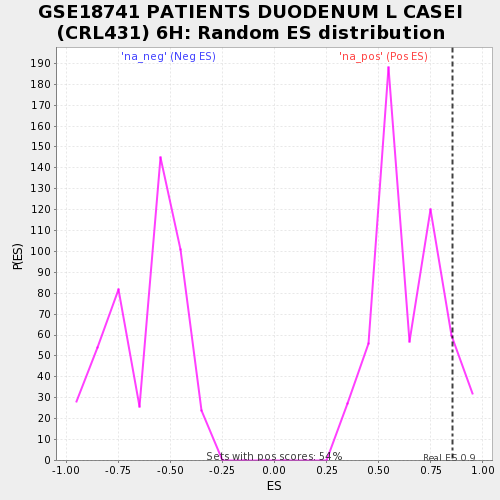 GSE18741 PATIENTS DUODENUM L CASEI
(CRL431) 6H: Random ES distribution
'na_neg' (Neg ES) 'na_pos' (Pos ES)
190
180
170
160
150
140
130
120
110
100
90
80
70
60
50
40
30
20
10
0
P(ES)
Sets with pos scores: 54%
Real ES 0.9
-1.00 -0.75 -0.50 -0.25 0.00 0.25 0.50 0.75 1.00
ES